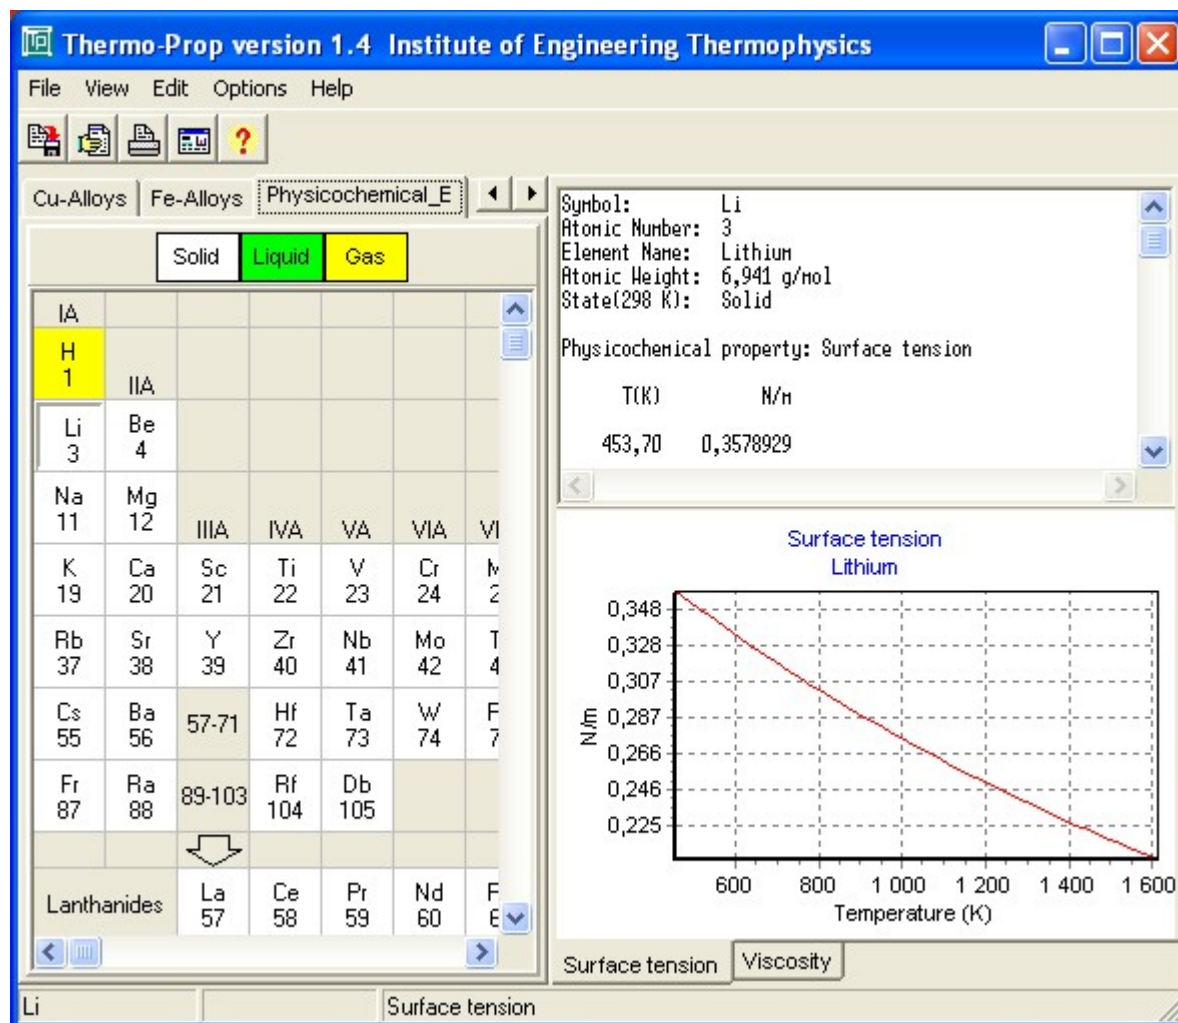 Thermo-Prop version 1.4 Institute of Engineering Thermophysics
File View Edit Options Help
Cu-Alloys Fe-Alloys Physicochemical_E
Solid Liquid Gas
IA
H
1
IIA
Li Be
3 4
Na Mg
11 12 IIIA IVA VA VIA VI
K Ca Sc Ti V Cr
19 20 21 22 23 24
Rb Sr Y Zr Nb Mo
37 38 39 40 41 42
Cs Ba 57-71 Hf Ta W
55 56 72 73 74
Fr Ra 89-103 Rf Db
87 88 104 105
Lanthanides La Ce Pr Nd
57 58 59 60
Symbol: Li
Atomic Number: 3
Element Name: Lithium
Atomic Weight: 6,941 g/mol
State(298 K): Solid
Physicochemical property: Surface tension
T(K) N/m
453,70 0,3578929
Surface tension
Lithium
0,348
0,328
0,307
0,287
0,266
0,246
0,225
N/m
600 800 1 000 1 200 1 400 1 600
Temperature (K)
Surface tension Viscosity
Li Surface tension